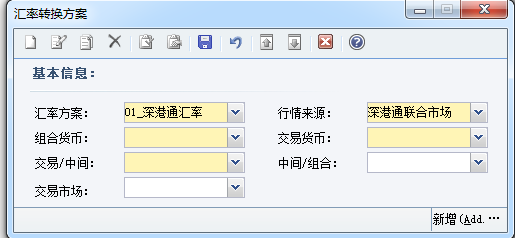 汇率转换方案
基本信息：
汇率方案： 01_深港通汇率 行情来源： 深港通联合市场
组合货币： 交易货币：
交易/中间： 中间/组合：
交易市场：
新增(Add. ...